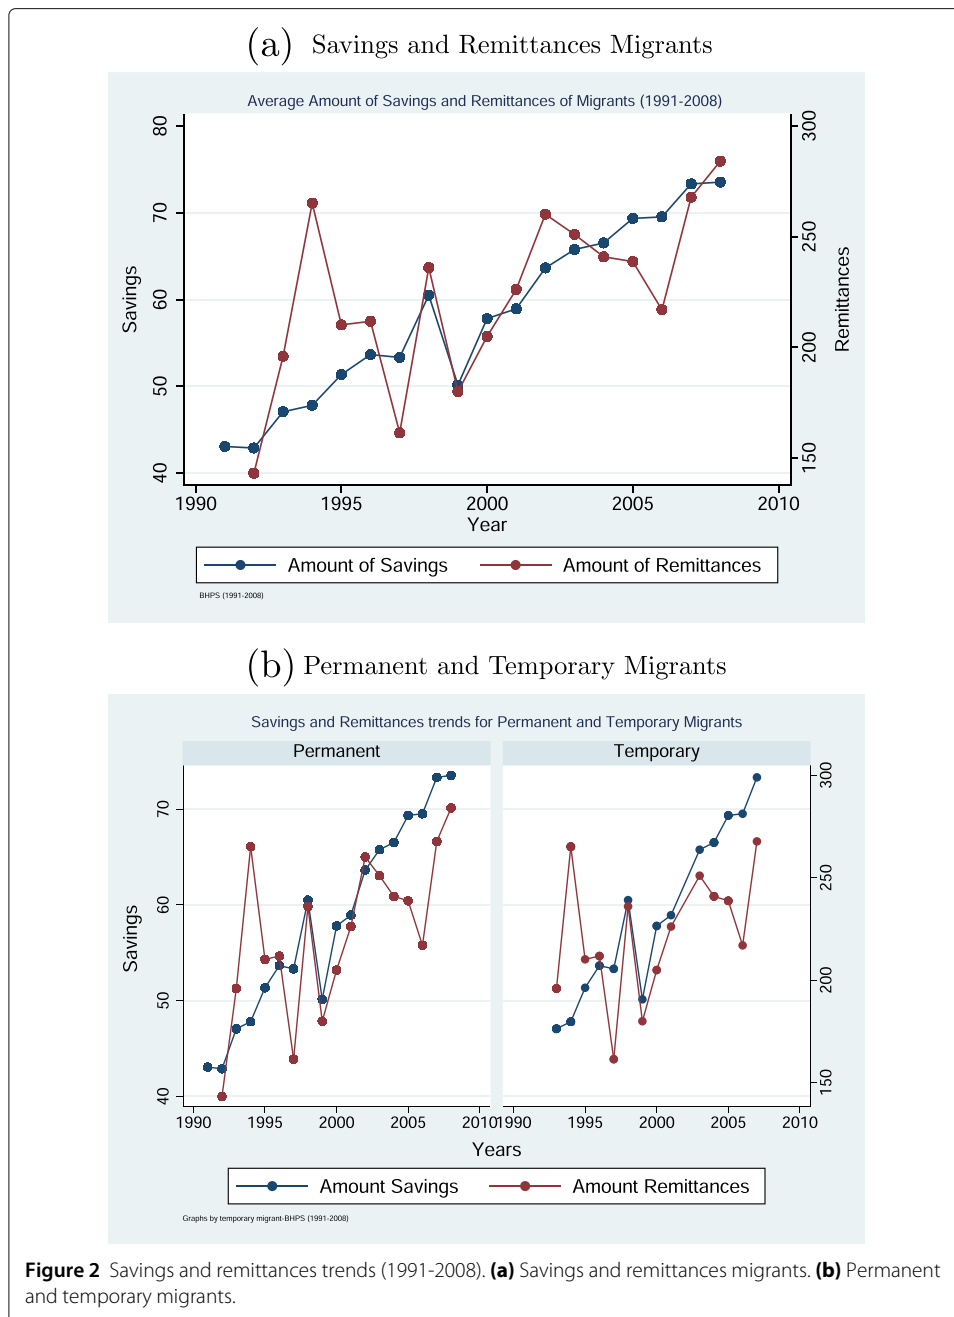 (a) Savings and Remittances Migrants
Average Amount of Savings and Remittances of Migrants (1991-2008)
80
70
60
50
40
Savings
300
250
200
150
Remittances
1990 1995 2000 2005 2010
Year
Amount of Savings Amount of Remittances
BHPS (1991-2008)
(b) Permanent and Temporary Migrants
Savings and Remittances trends for Permanent and Temporary Migrants
Permanent Temporary
70
60
50
40
Savings
300
250
200
150
1990 1995 2000 2005 2010 1990 1995 2000 2005 2010
Years
Amount Savings Amount Remittances
Graphs by temporary migrant-BHPS (1991-2008)
Figure 2 Savings and remittances trends (1991-2008). (a) Savings and remittances migrants. (b) Permanent
and temporary migrants.